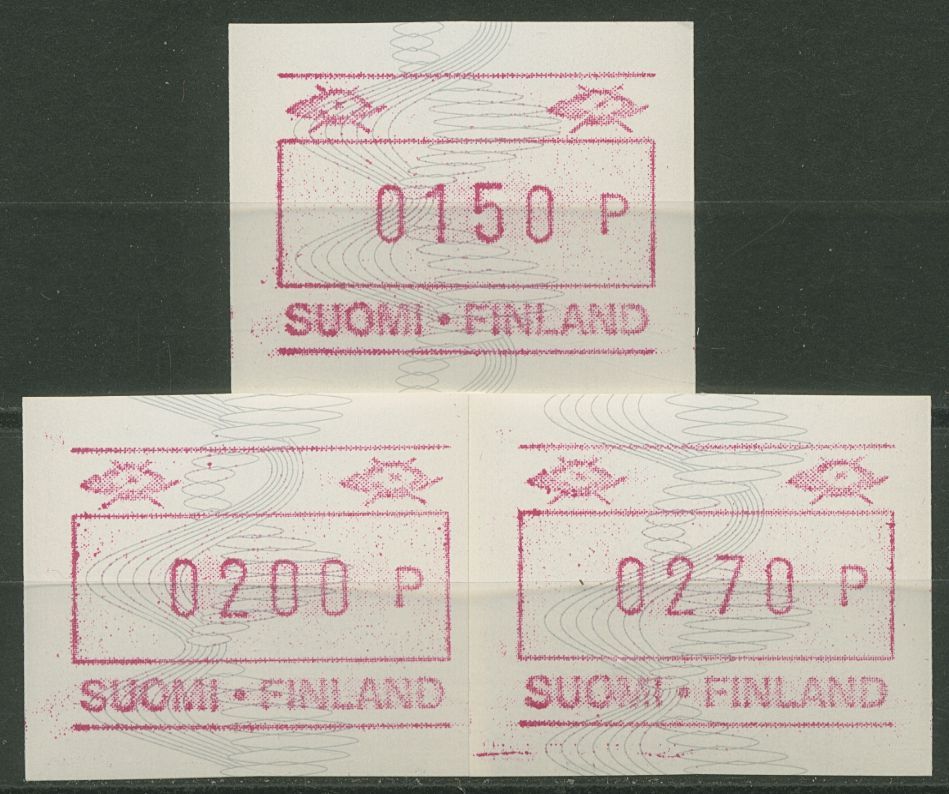 0150 P
SUOMI • FINLAND
0200 P
SUOMI • FINLAND
0270 P
SUOMI • FINLAND